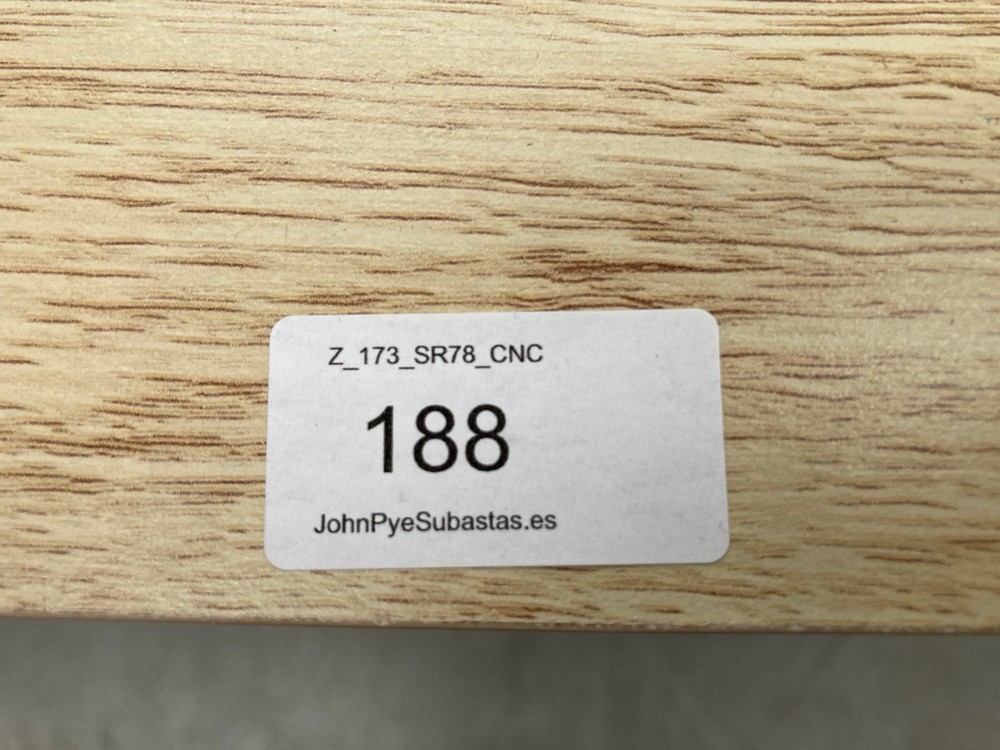 Z_173_SR78_CNC
188
JohnPyeSubastas.es